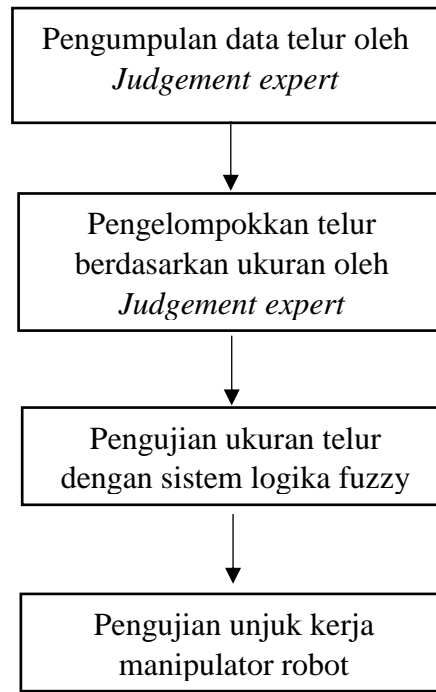 Pengumpulan data telur oleh
Judgement expert
Pengelompokkan telur
berdasarkan ukuran oleh
Judgement expert
Pengujian ukuran telur
dengan sistem logika fuzzy
Pengujian unjuk kerja
manipulator robot